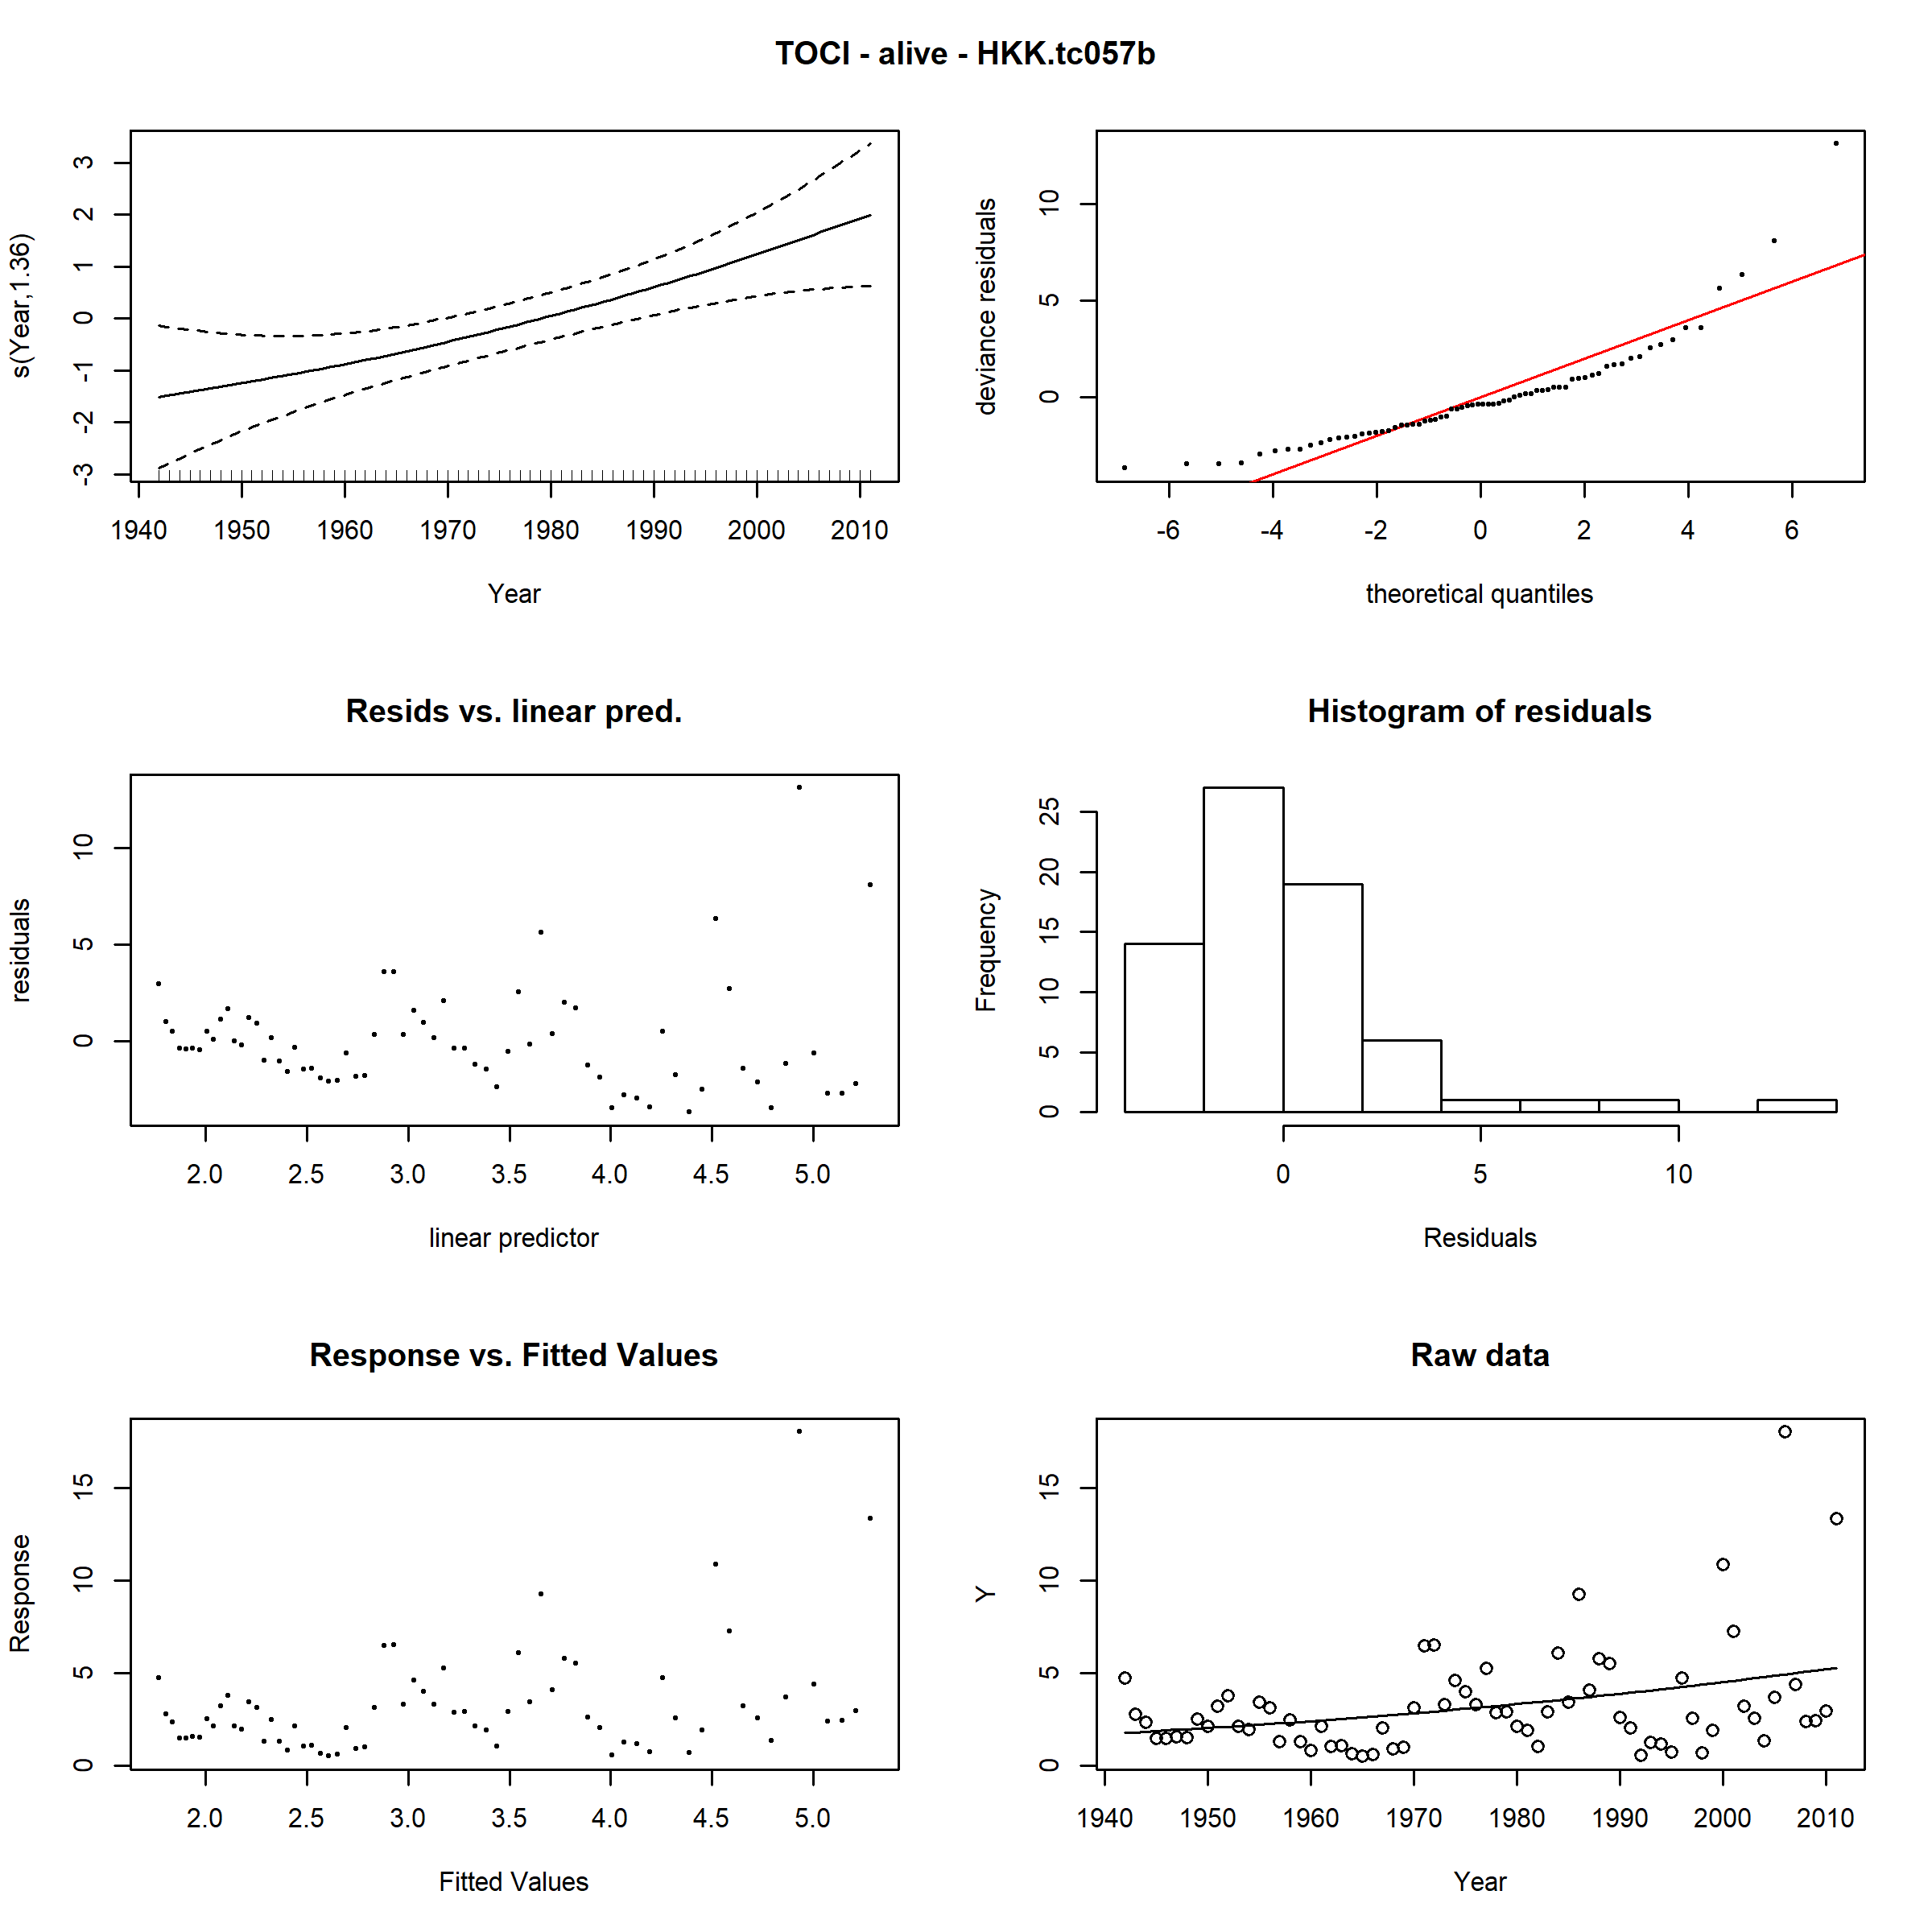 TOCI - alive - HKK.tc057b
s(Year,1.36)
3
2
1
0
-1
-2
-3
1940 1950 1960 1970 1980 1990 2000 2010
Year
deviance residuals
10
5
0
-6 -4 -2 0 2 4 6
theoretical quantiles
Resids vs. linear pred.
residuals
10
5
0
2.0 2.5 3.0 3.5 4.0 4.5 5.0
linear predictor
Histogram of residuals
Frequency
25
20
15
10
5
0
0 5 10
Residuals
Response vs. Fitted Values
Response
15
10
5
0
2.0 2.5 3.0 3.5 4.0 4.5 5.0
Fitted Values
Raw data
Y
15
10
5
0
1940 1950 1960 1970 1980 1990 2000 2010
Year